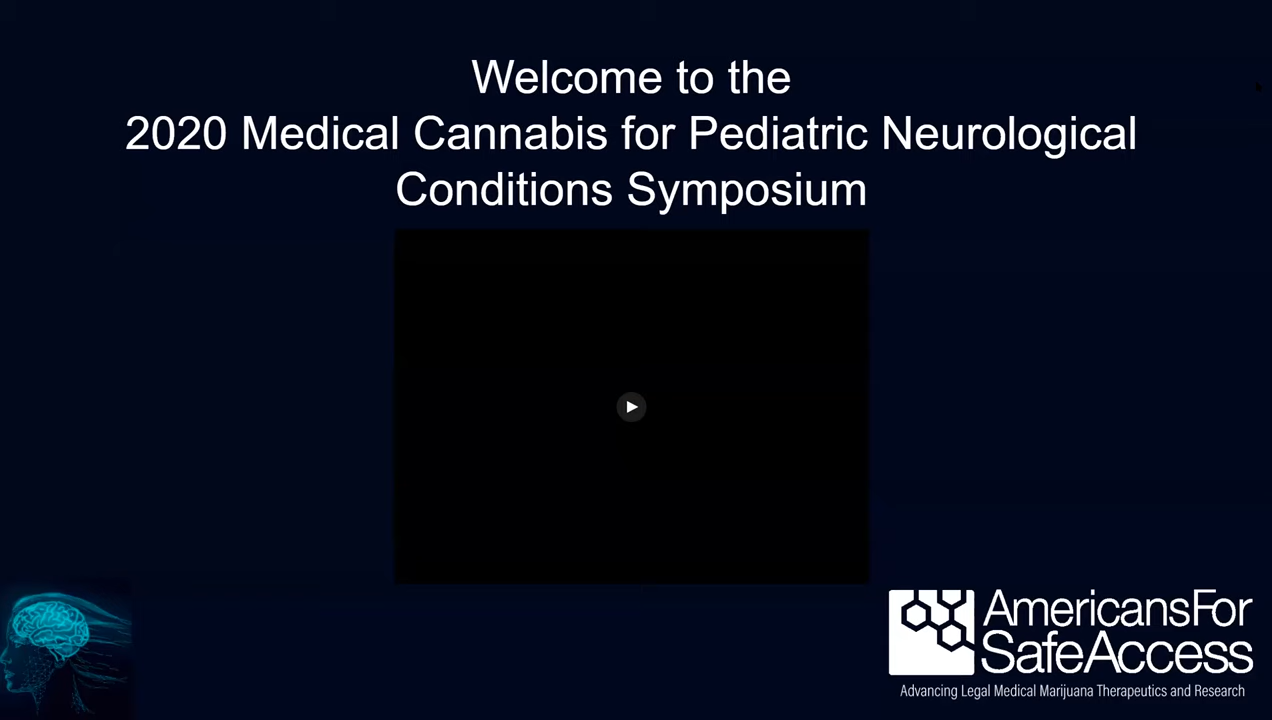 Welcome to the
2020 Medical Cannabis for Pediatric Neurological
Conditions Symposium
AmericansFor
SafeAccess
Advancing Legal Medical Marijuana Therapeutics and Research